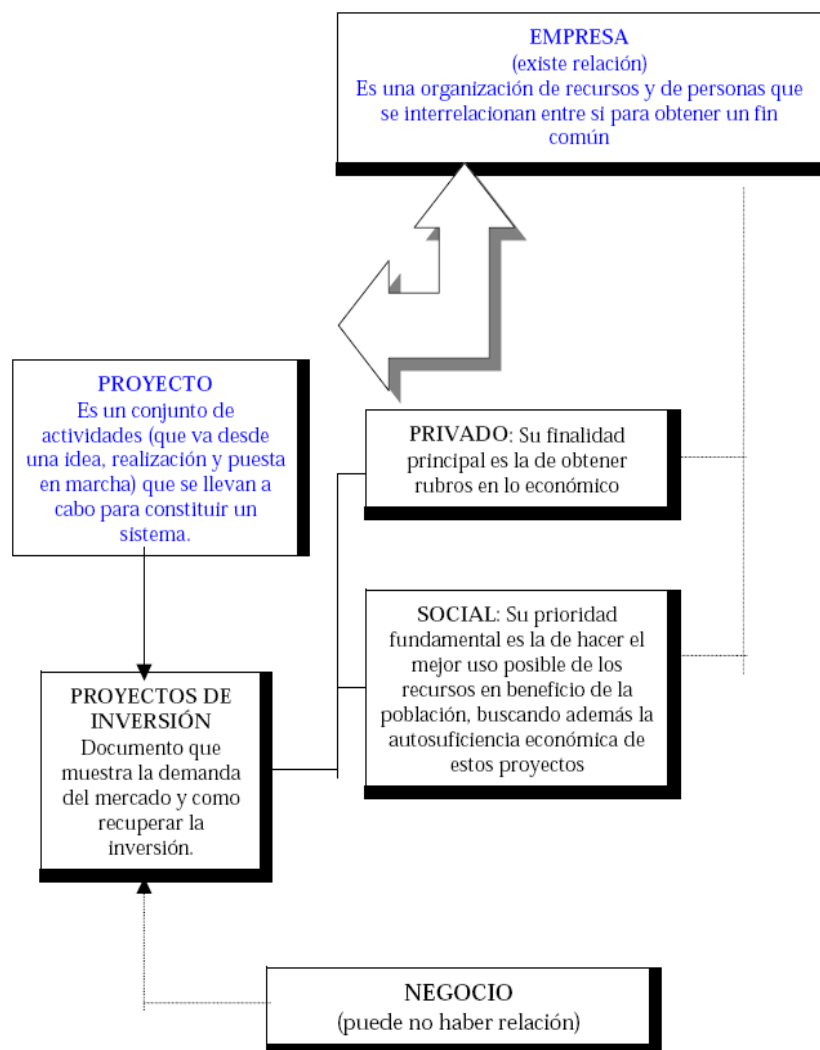 EMPRESA
(existe relación)
Es una organización de recursos y de personas que
se interrelacionan entre si para obtener un fin
común
PROYECTO
Es un conjunto de
actividades (que va desde
una idea, realización y puesta
en marcha) que se llevan a
cabo para constituir un
sistema.
PRIVADO: Su finalidad
principal es la de obtener
rubros en lo económico
SOCIAL: Su prioridad
fundamental es la de hacer el
mejor uso posible de los
recursos en beneficio de la
población, buscando además la
autosuficiencia económica de
estos proyectos
PROYECTOS DE
INVERSIÓN
Documento que
muestra la demanda
del mercado y como
recuperar la
inversión.
NEGOCIO
(puede no haber relación)